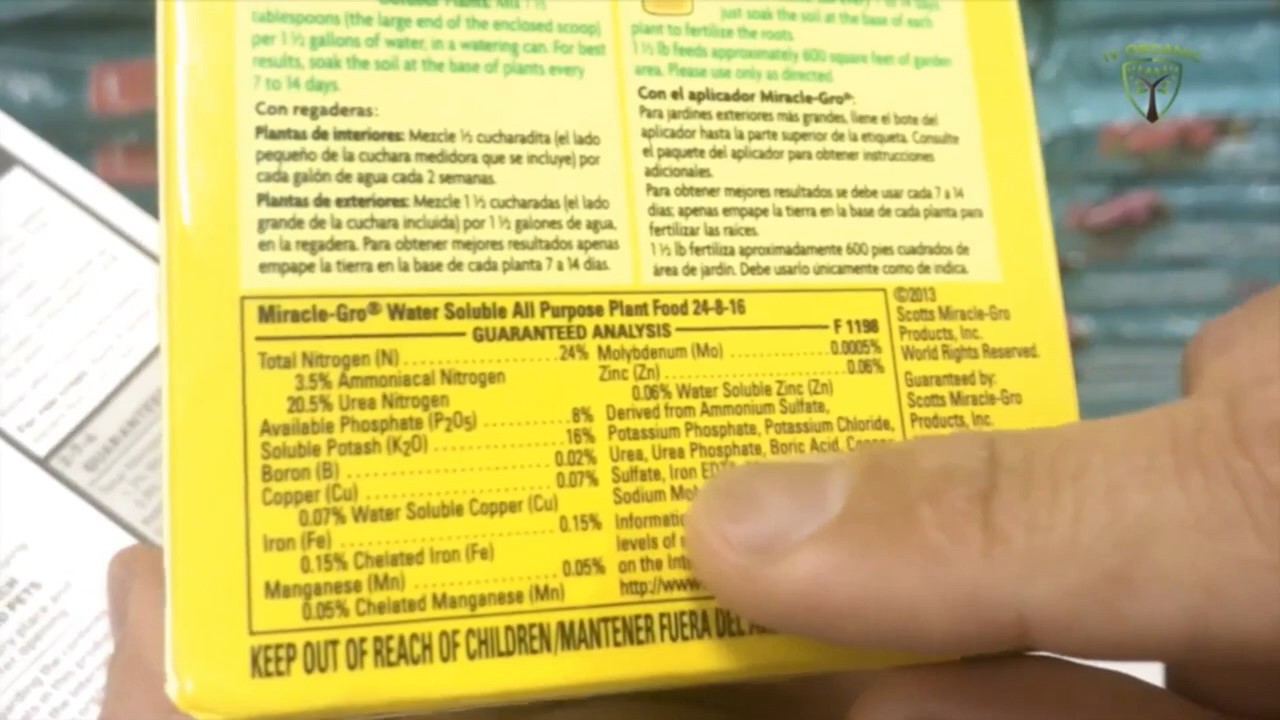 tablespoons (the large end of the enclosed scoop)
per 1½ gallons of water, in a watering can. For best
results, soak the soil at the base of plants every
7 to 14 days.
Con regaderas:
Plantas de interiores: Mezcle ½ cucharadita (el lado
pequeño de la cuchara medidora que se incluye) por
cada galón de agua cada 2 semanas.
Plantas de exteriores: Mezcle 1 ½ cucharadas (el lado
grande de la cuchara incluida) por 1 ½ galones de agua,
en la regadera. Para obtener mejores resultados apenas
empape la tierra en la base de cada planta 7 a 14 días.
just soak the soil at the base of each
plant to fertilize the roots.
1 ½ lb feeds approximately 600 square feet of garden
area. Please use only as directed.
Con el aplicador Miracle-Gro®:
Para jardines exteriores más grandes, llene el bote del
aplicador hasta la parte superior de la etiqueta. Consulte
el paquete del aplicador para obtener instrucciones
adicionales.
Para obtener mejores resultados se debe usar cada 7 a 14
días; apenas empape la tierra en la base de cada planta para
fertilizar las raíces.
1 ½ lb fertiliza aproximadamente 600 pies cuadrados de
área de jardín. Debe usarlo únicamente como de indica.
Miracle-Gro® Water Soluble All Purpose Plant Food 24-8-16
GUARANTEED ANALYSIS F 1198
Total Nitrogen (N) 24%
3.5% Ammoniacal Nitrogen
20.5% Urea Nitrogen
Available Phosphate (P2O5) 8%
Soluble Potash (K2O) 16%
Boron (B) 0.02%
Copper (Cu) 0.07%
0.07% Water Soluble Copper (Cu)
Iron (Fe) 0.15%
0.15% Chelated Iron (Fe)
Manganese (Mn) 0.05%
0.05% Chelated Manganese (Mn)
Molybdenum (Mo) 0.0005%
Zinc (Zn) 0.06%
0.06% Water Soluble Zinc (Zn)
Derived from Ammonium Sulfate,
Potassium Phosphate, Potassium Chloride,
Urea, Urea Phosphate, Boric Acid,
Sulfate, Iron
Sodium
levels of
on the
http://www
©2013
Scotts Miracle-Gro
Products, Inc.
World Rights Reserved.
Guaranteed by:
Scotts Miracle-Gro
Products, Inc.
KEEP OUT OF REACH OF CHILDREN/MANTENER FUERA DEL
ORGANIC